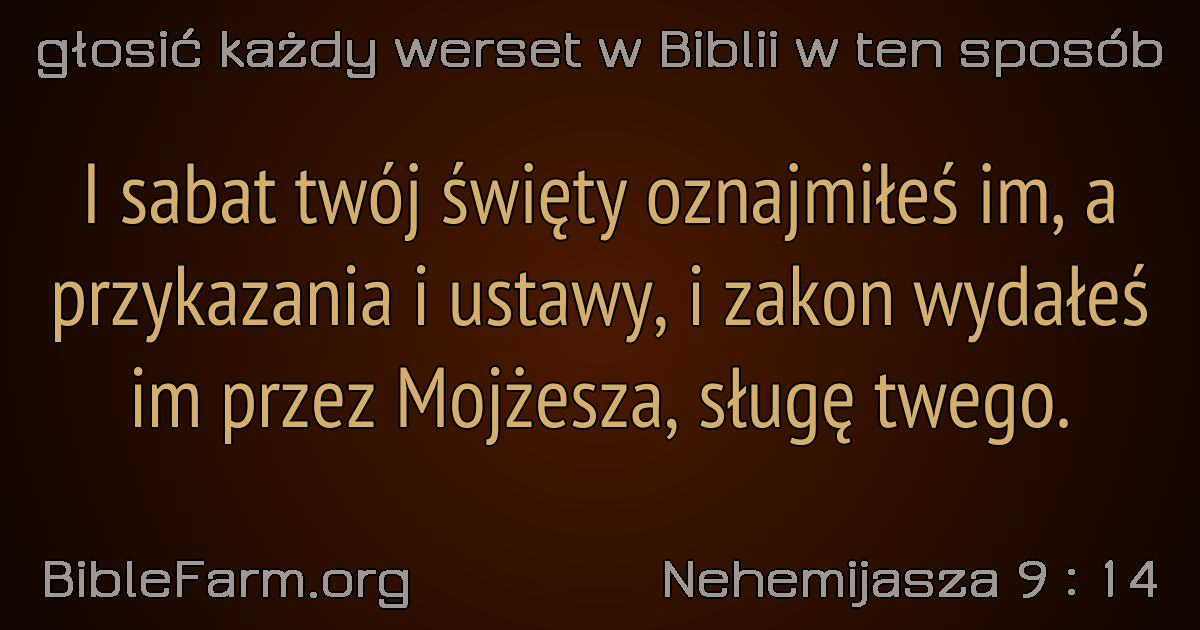 głosić każdy werset w Biblii w ten sposób
I sabat twój święty oznajmiłeś im, a
przykazania i ustawy, i zakon wydałeś
im przez Mojżesza, sługę twego.
BibleFarm.org
Nehemijasza 9 : 14